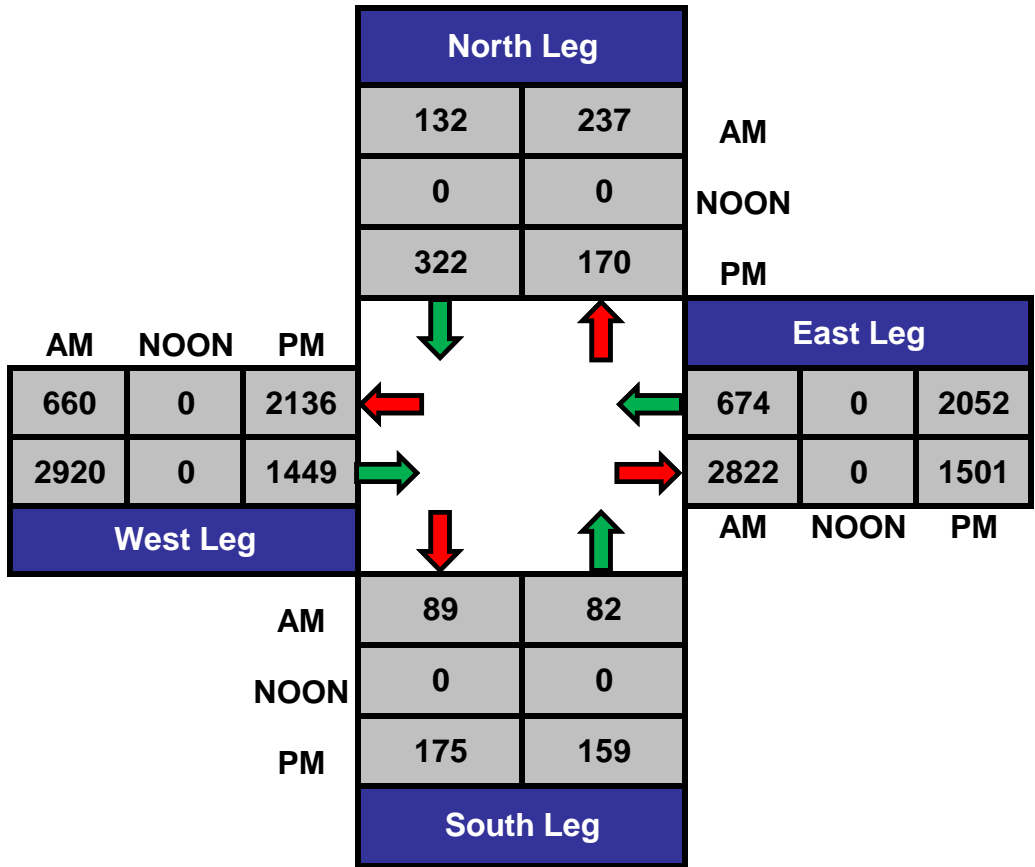 North Leg
132 237 AM
0 0 NOON
322 170 PM
AM NOON PM
660 0 2136
2920 0 1449
West Leg
East Leg
674 0 2052
2822 0 1501
AM NOON PM
AM 89 82
NOON 0 0
PM 175 159
South Leg